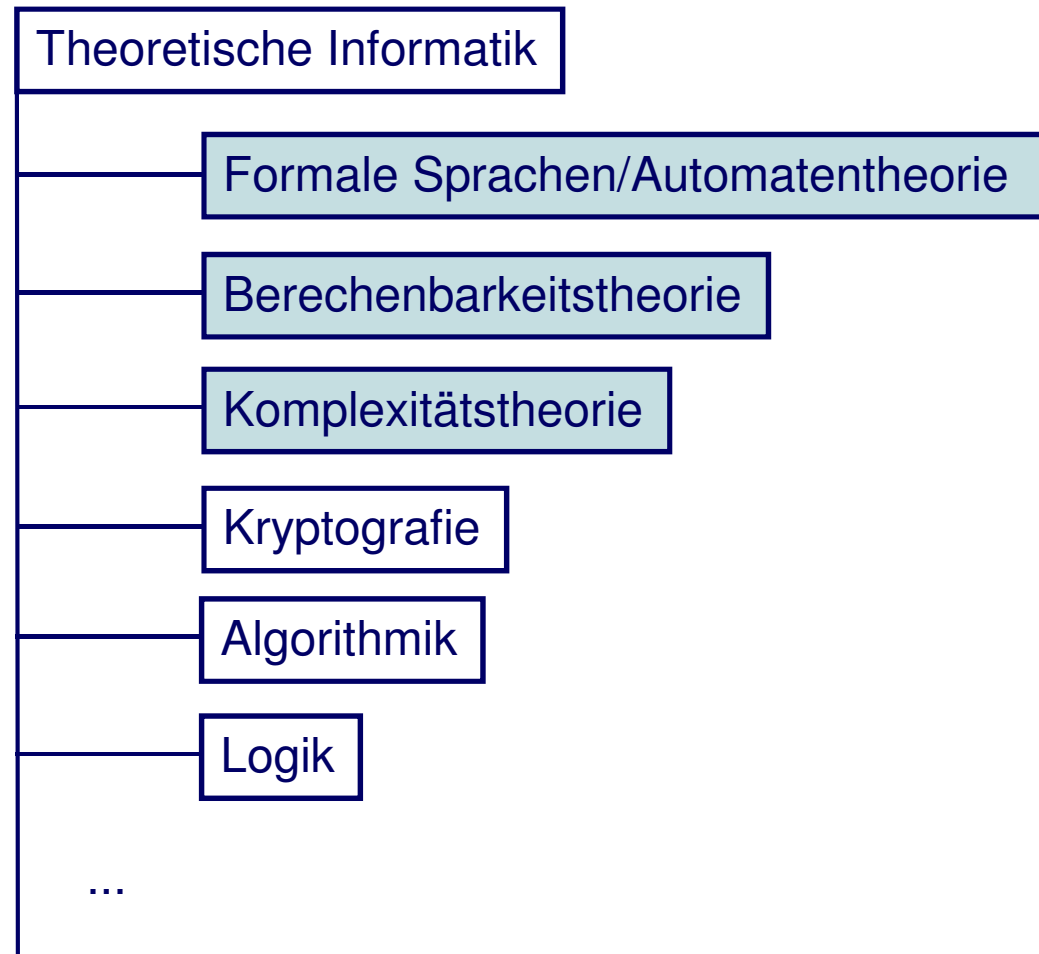 Theoretische Informatik
Formale Sprachen/Automatentheorie
Berechenbarkeitstheorie
Komplexitätstheorie
Kryptografie
Algorithmik
Logik
...